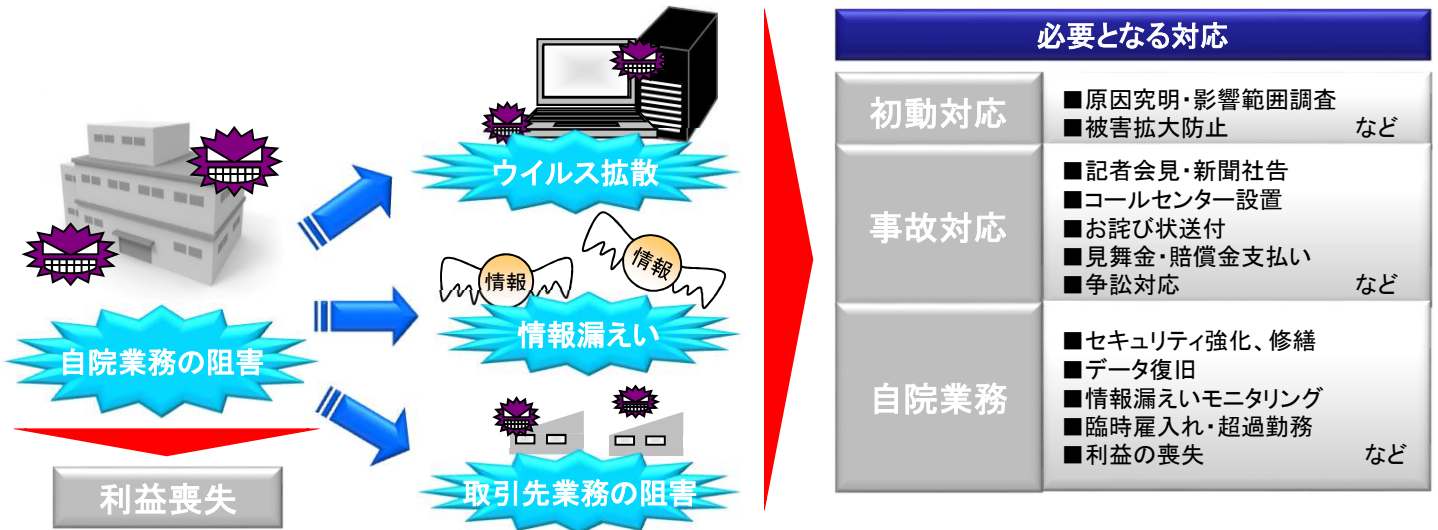 ウイルス拡散
情報
情報
情報漏えい
自院業務の阻害
取引先業務の阻害
利益喪失
必要となる対応
初動対応
■原因究明・影響範囲調査
■被害拡大防止 など
事故対応
■記者会見・新聞社告
■コールセンター設置
■お詫び状送付
■見舞金・賠償金支払い
■争訟対応 など
自院業務
■セキュリティ強化、修繕
■データ復旧
■情報漏えいモニタリング
■臨時雇入れ・超過勤務
■利益の喪失 など